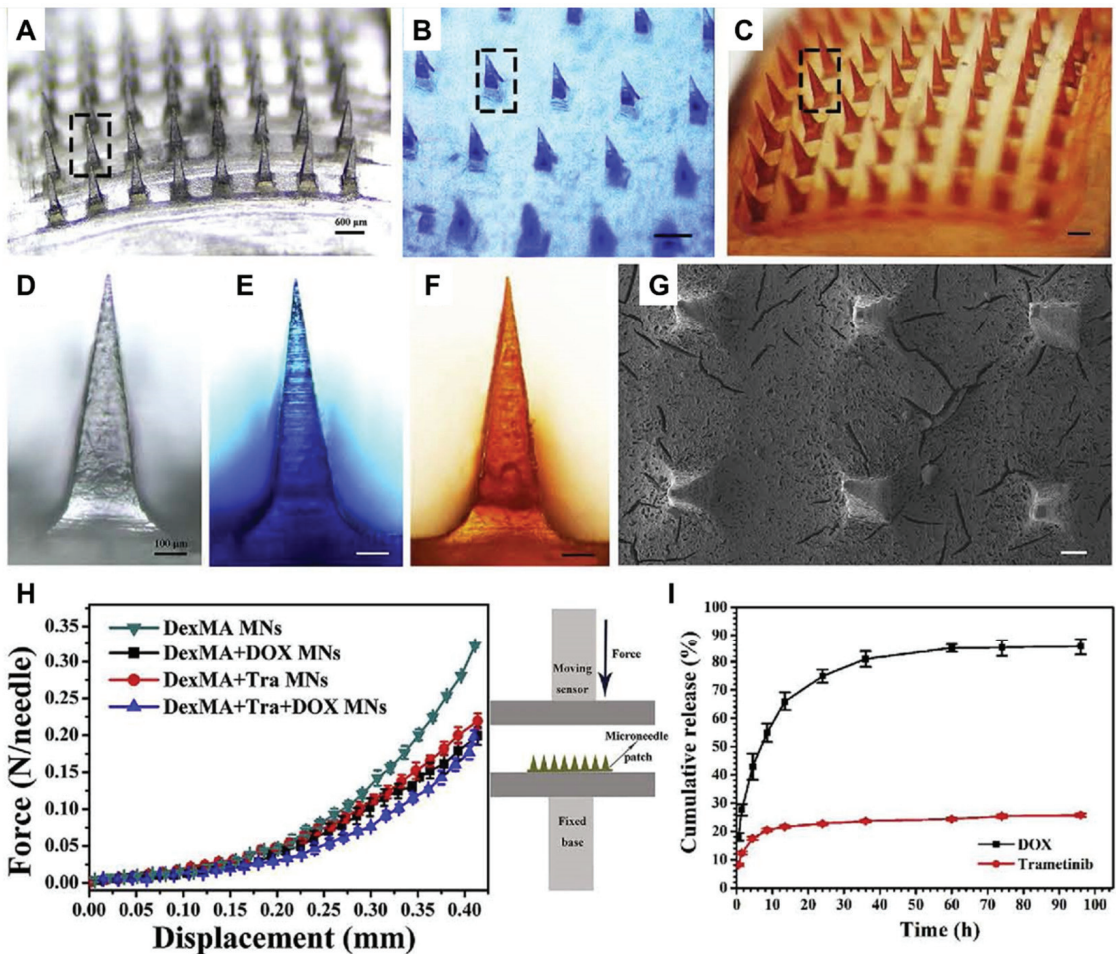 A
B
C
600 μm
D
E
F
G
100 μm
H
0.35
0.30
0.25
0.20
0.15
0.10
0.05
0.00
Force (N/needle)
DexMA MNs
DexMA+DOX MNs
DexMA+Tra MNs
DexMA+Tra+DOX MNs
0.00 0.05 0.10 0.15 0.20 0.25 0.30 0.35 0.40
Displacement (mm)
Moving
sensor
Force
Microneedle
patch
Fixed
base
I
100
90
80
70
60
50
40
30
20
10
0
Cumulative release (%)
DOX
Trametinib
0 10 20 30 40 50 60 70 80 90 100
Time (h)